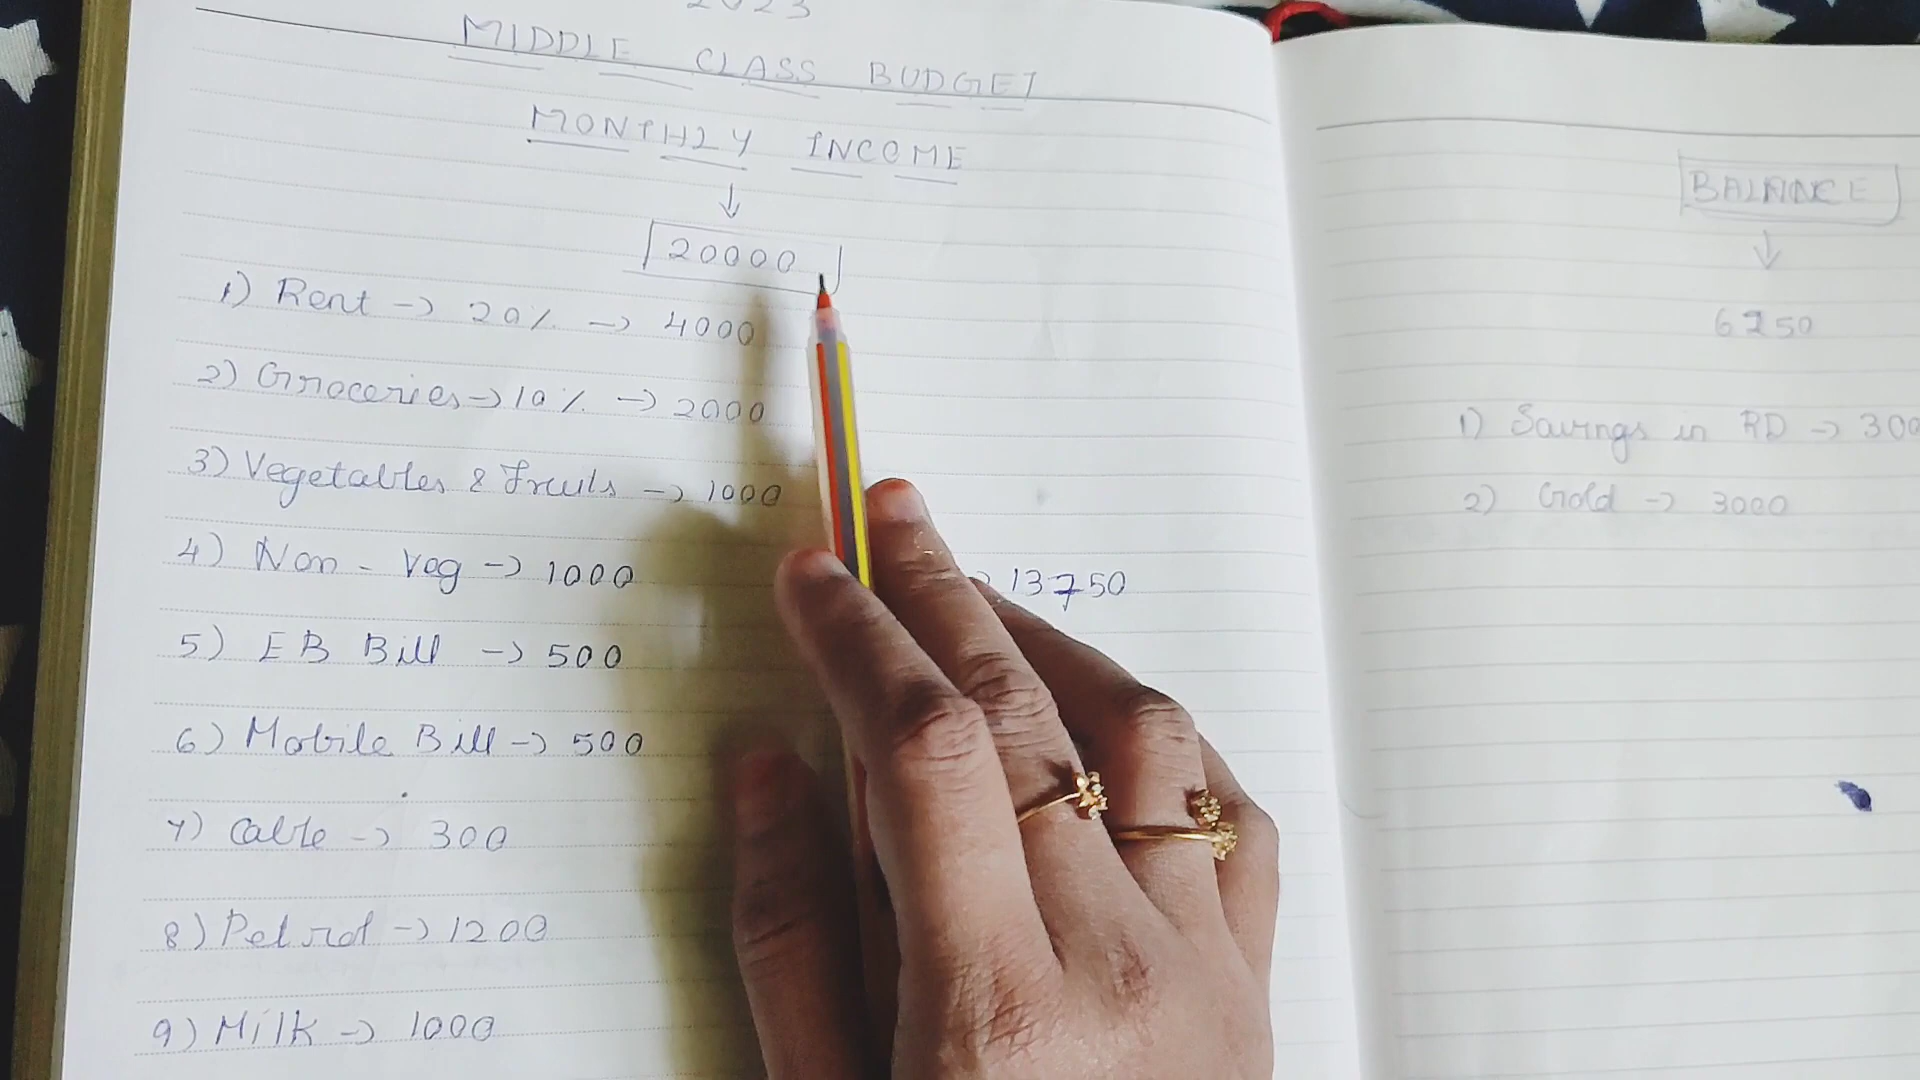 2023
MIDDLE CLASS BUDGET
MONTHLY INCOME
↓
20000
1) Rent -> 20% -> 4000
2) Groceries -> 10% -> 2000
3) Vegetables & fruits -> 1000
4) Non - Veg -> 1000
-> 13750
5) EB Bill -> 500
6) Mobile Bill -> 500
7) Cable -> 300
8) Petrol -> 1200
9) Milk -> 1000
BALANCE
↓
6250
1) Savings in RD -> 300
2) Gold -> 3000